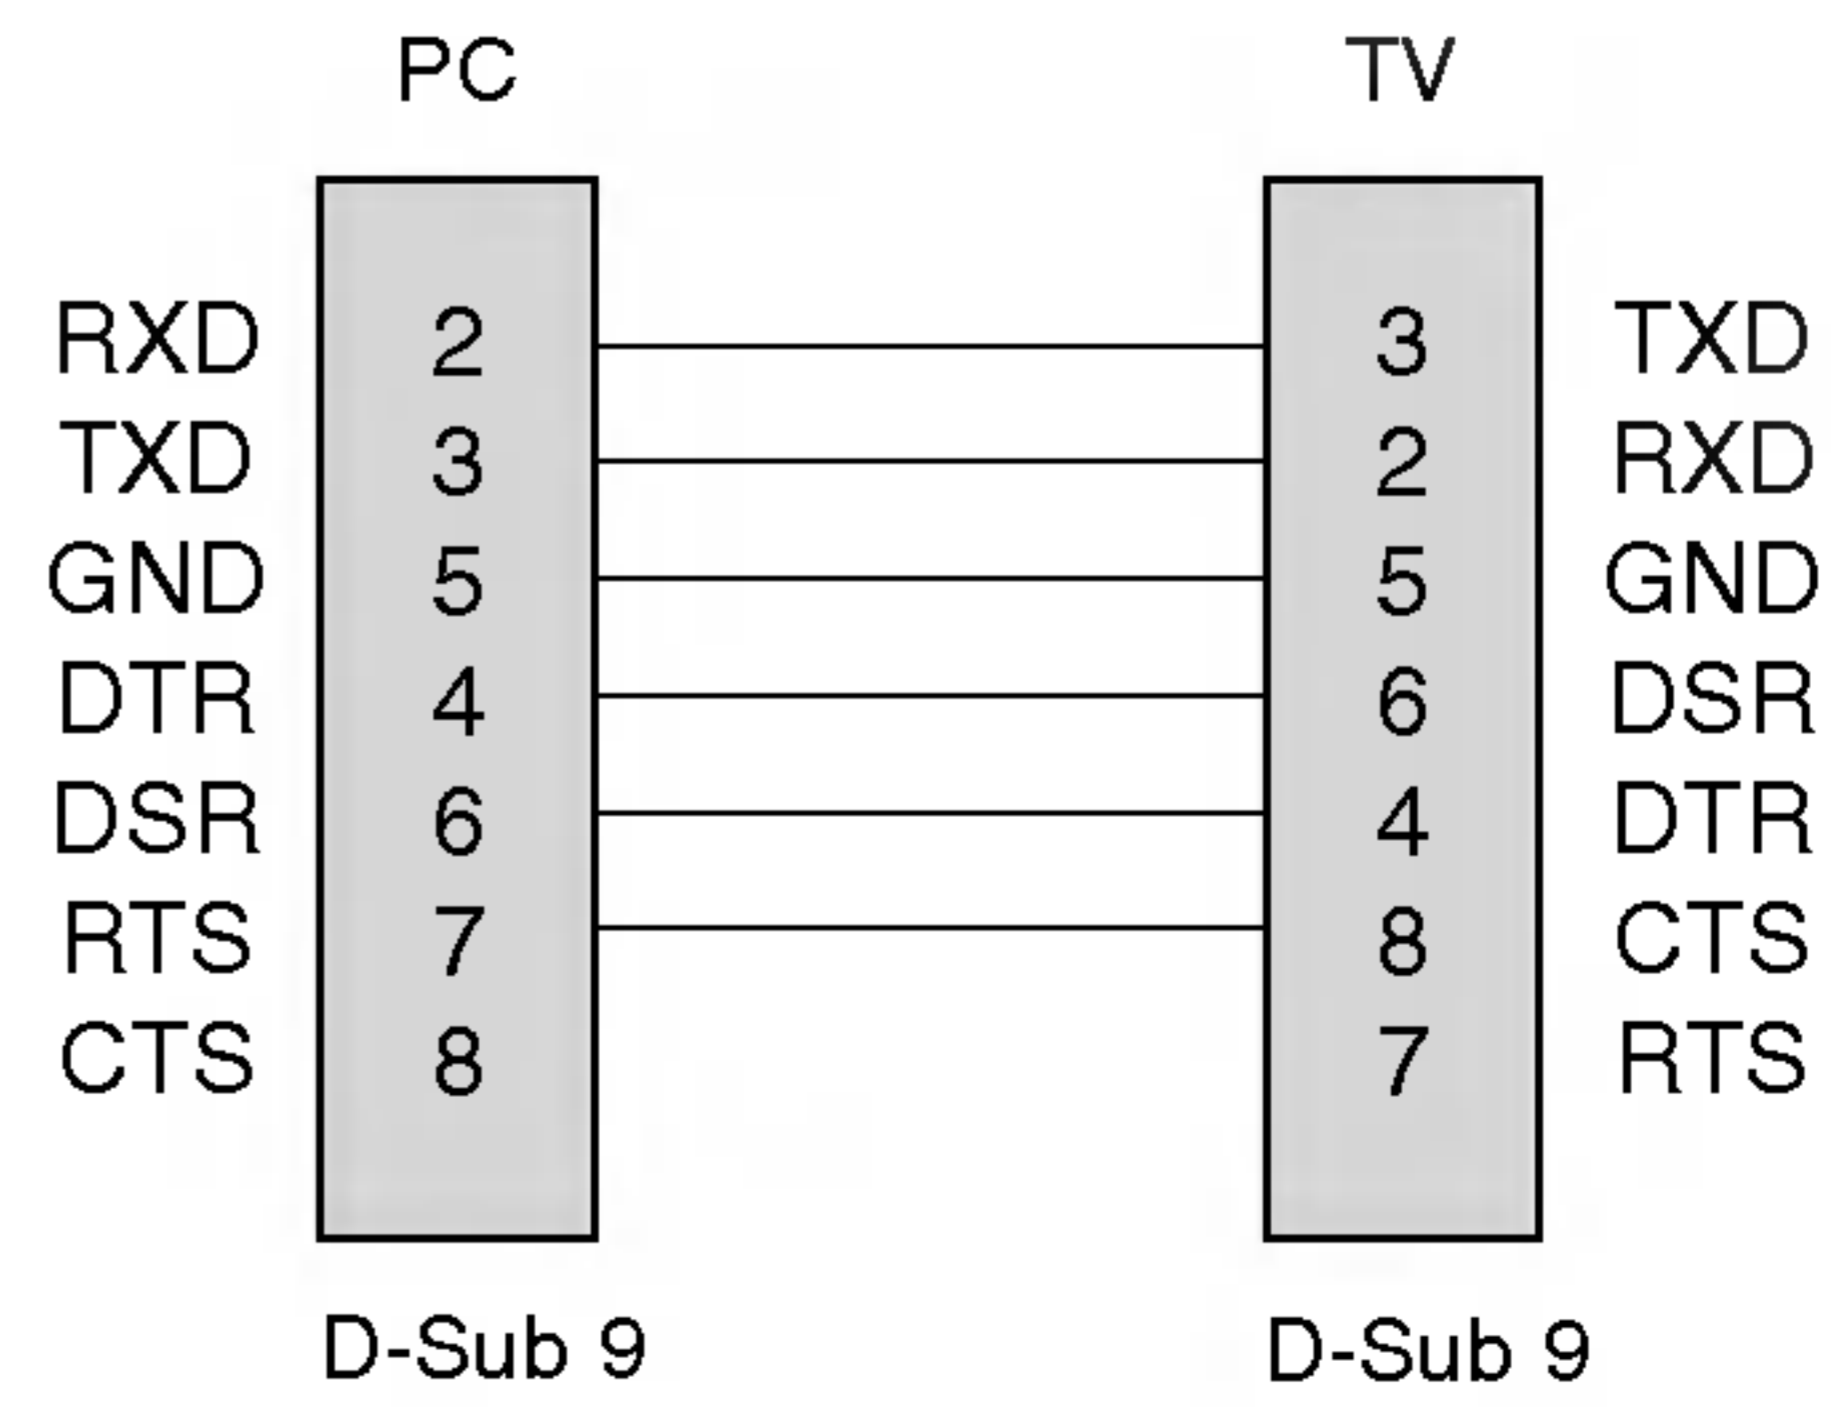 PC TV
RXD 2 3 TXD
TXD 3 2 RXD
GND 5 5 GND
DTR 4 6 DSR
DSR 6 4 DTR
RTS 7 8 CTS
CTS 8 7 RTS
D-Sub 9 D-Sub 9